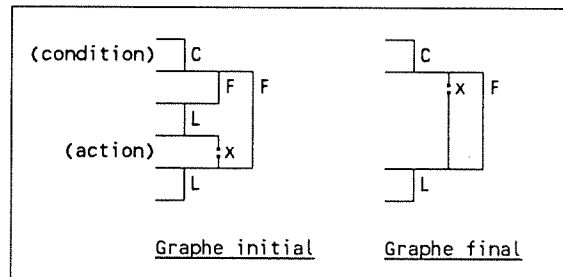 (condition) C C
F F x F
L
(action) x
L L
Graphe initial Graphe final